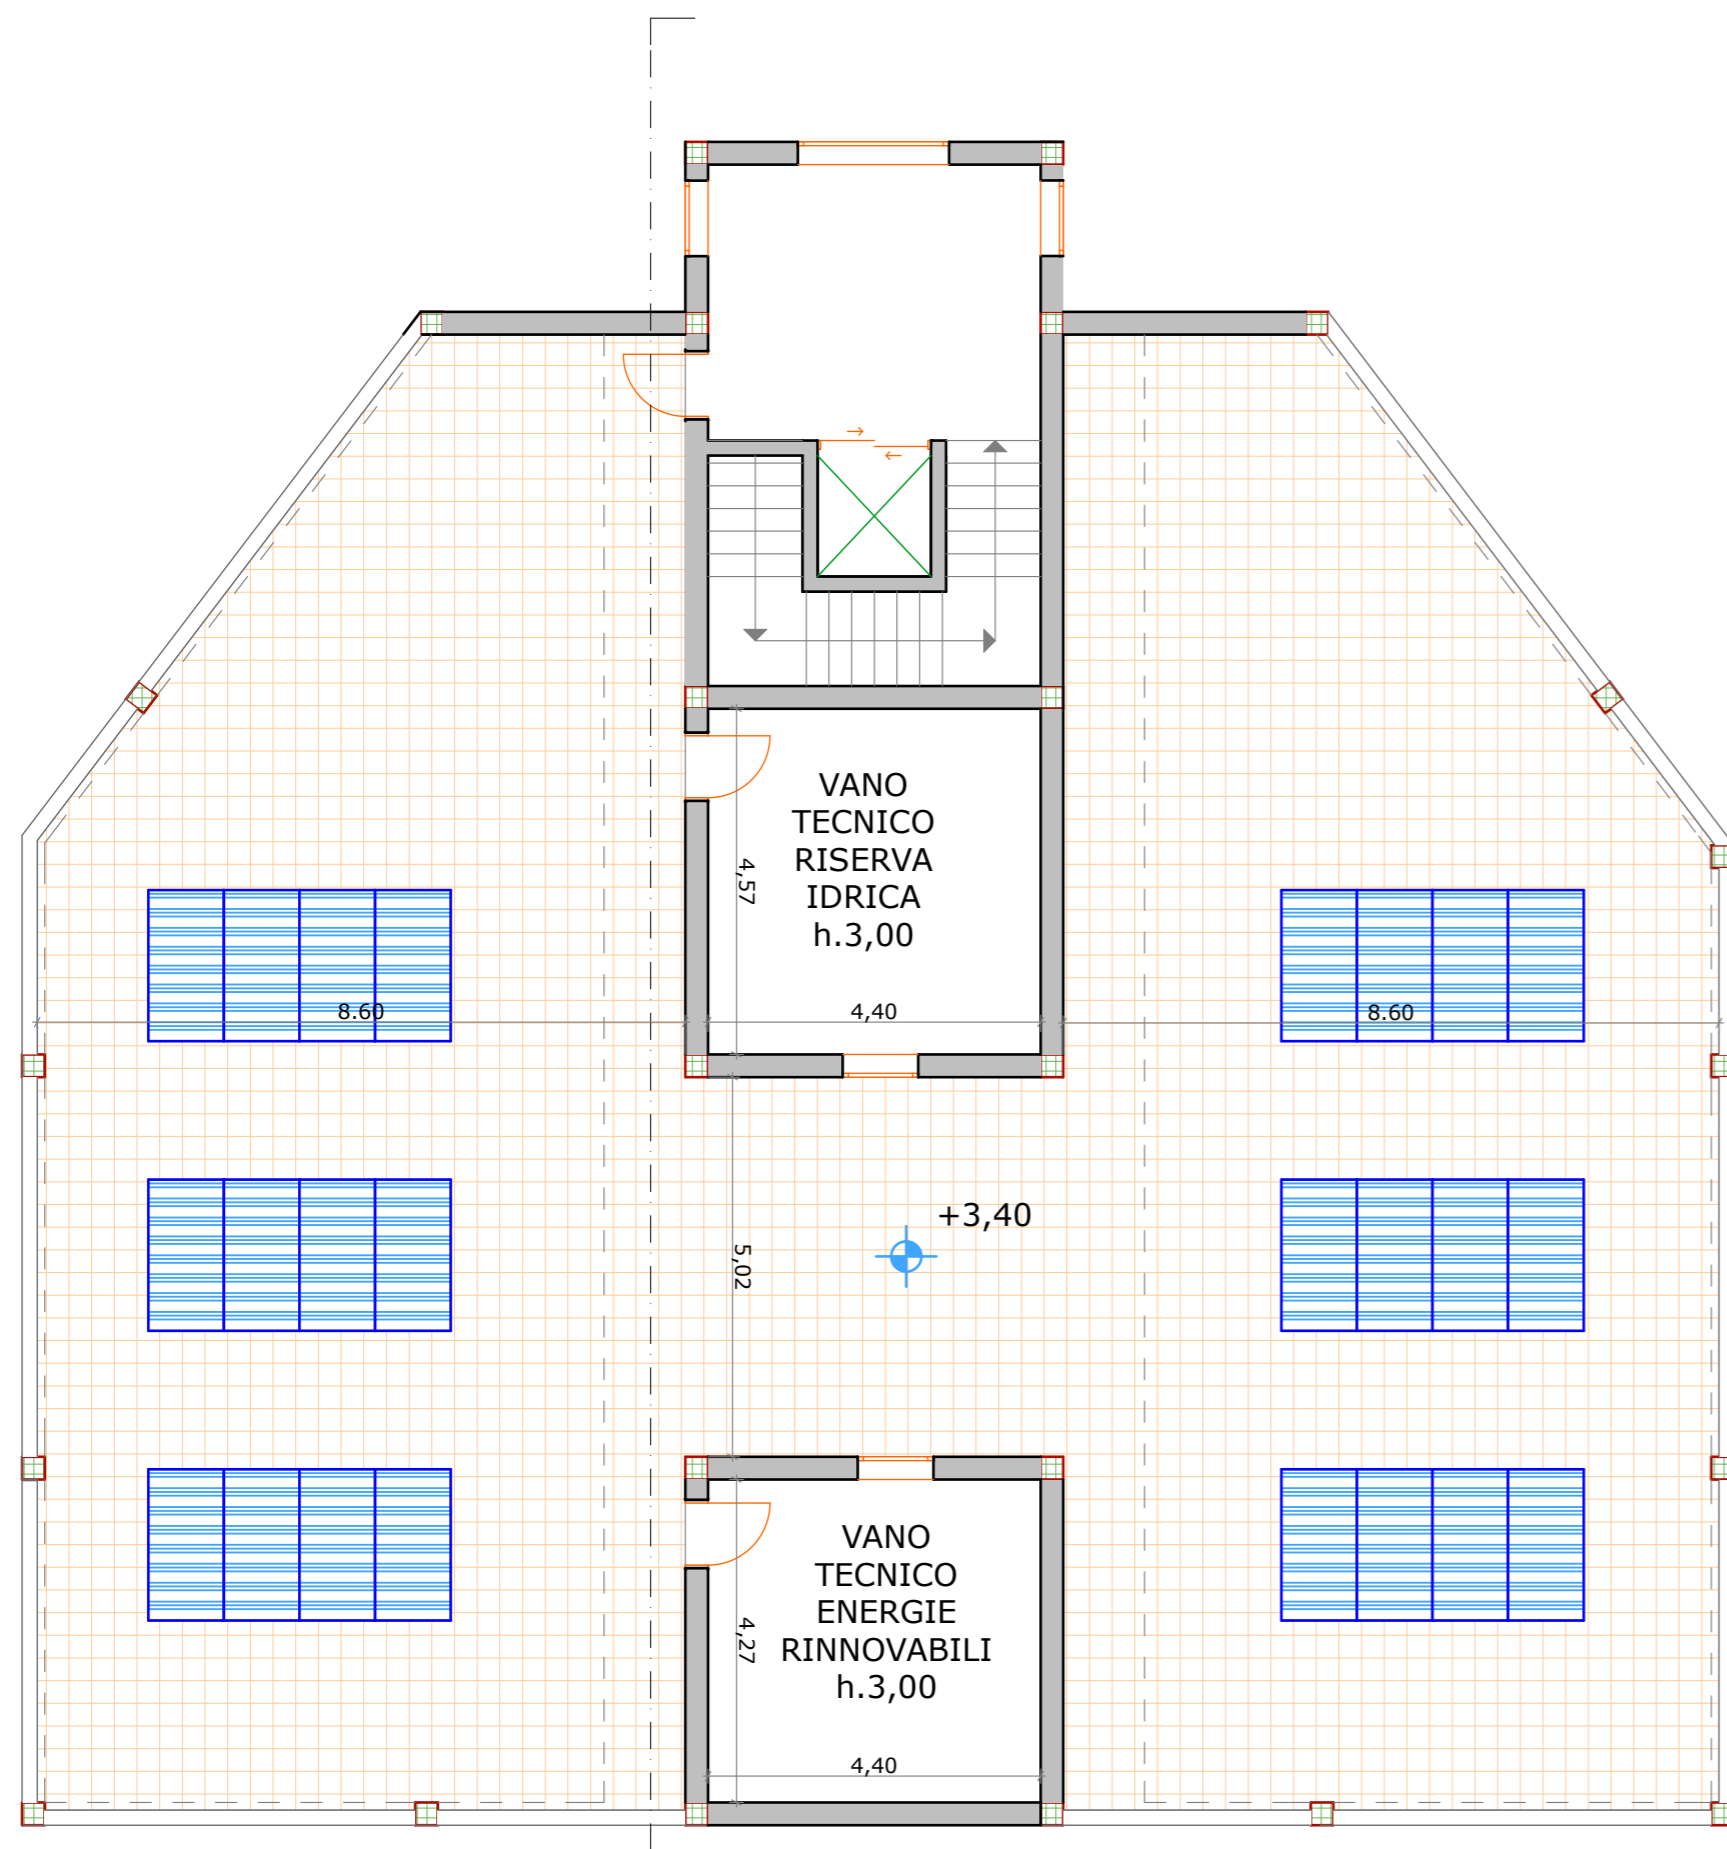 VANO
TECNICO
RISERVA
IDRICA
h.3,00
4,57
8.60
4,40
8.60
+3,40
5,02
VANO
TECNICO
ENERGIE
RINNOVABILI
h.3,00
4,27
4,40